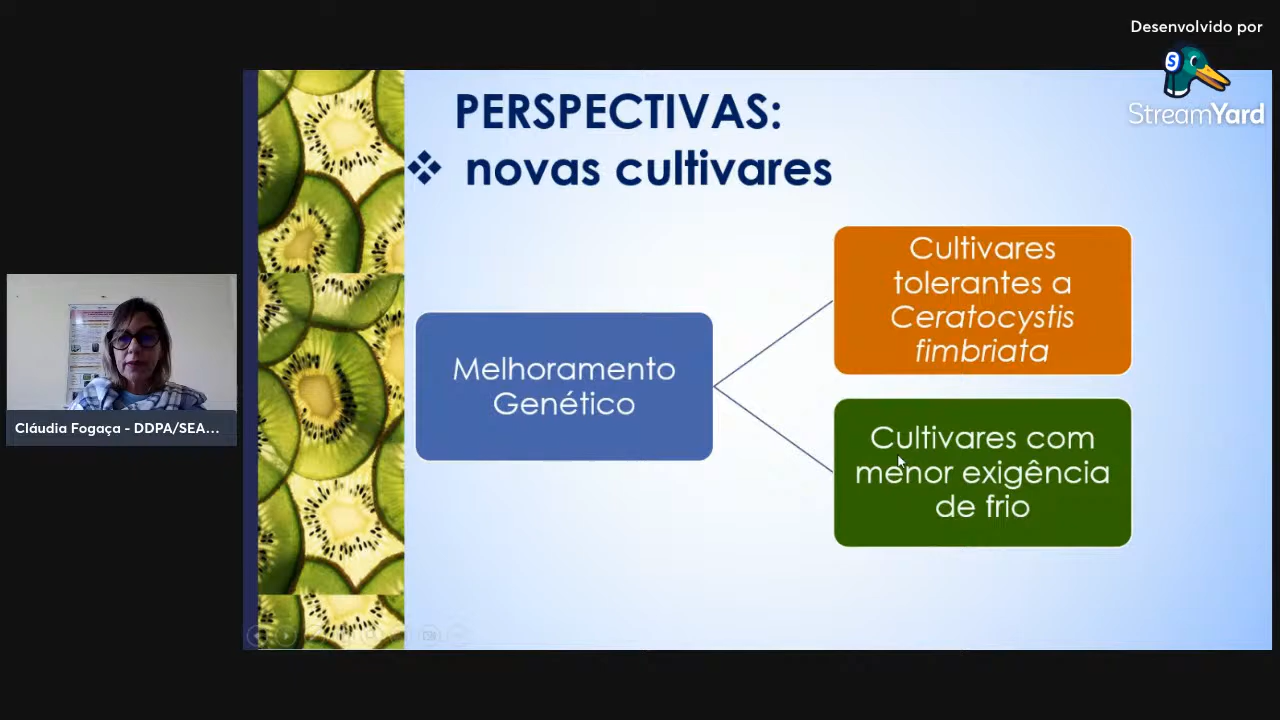 Desenvolvido por
StreamYard
PERSPECTIVAS:
❖ novas cultivares
Melhoramento
Genético
Cultivares
tolerantes a
Ceratocystis
fimbriata
Cultivares com
menor exigência
de frio
Cláudia Fogaça - DDPA/SEA...